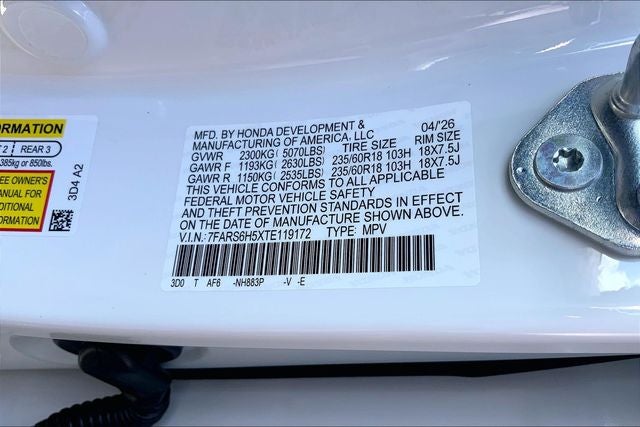 ORMATION
2 REAR 3
385kg or 850lbs.
EE OWNER'S
ANUAL FOR
DDITIONAL
ORMATION
3D4 A2
MFD. BY HONDA DEVELOPMENT & 04/'26
MANUFACTURING OF AMERICA, LLC
GVWR 2300KG( 5070LBS) TIRE SIZE RIM SIZE
GAWR F 1193KG( 2630LBS) 235/60R18 103H 18X7.5J
GAWR R 1150KG( 2535LBS) 235/60R18 103H 18X7.5J
THIS VEHICLE CONFORMS TO ALL APPLICABLE
FEDERAL MOTOR VEHICLE SAFETY
AND THEFT PREVENTION STANDARDS IN EFFECT
ON THE DATE OF MANUFACTURE SHOWN ABOVE.
V.I.N.: 7FARS6H5XTE119172 TYPE: MPV
3D0 T AF6 -NH883P -V -E